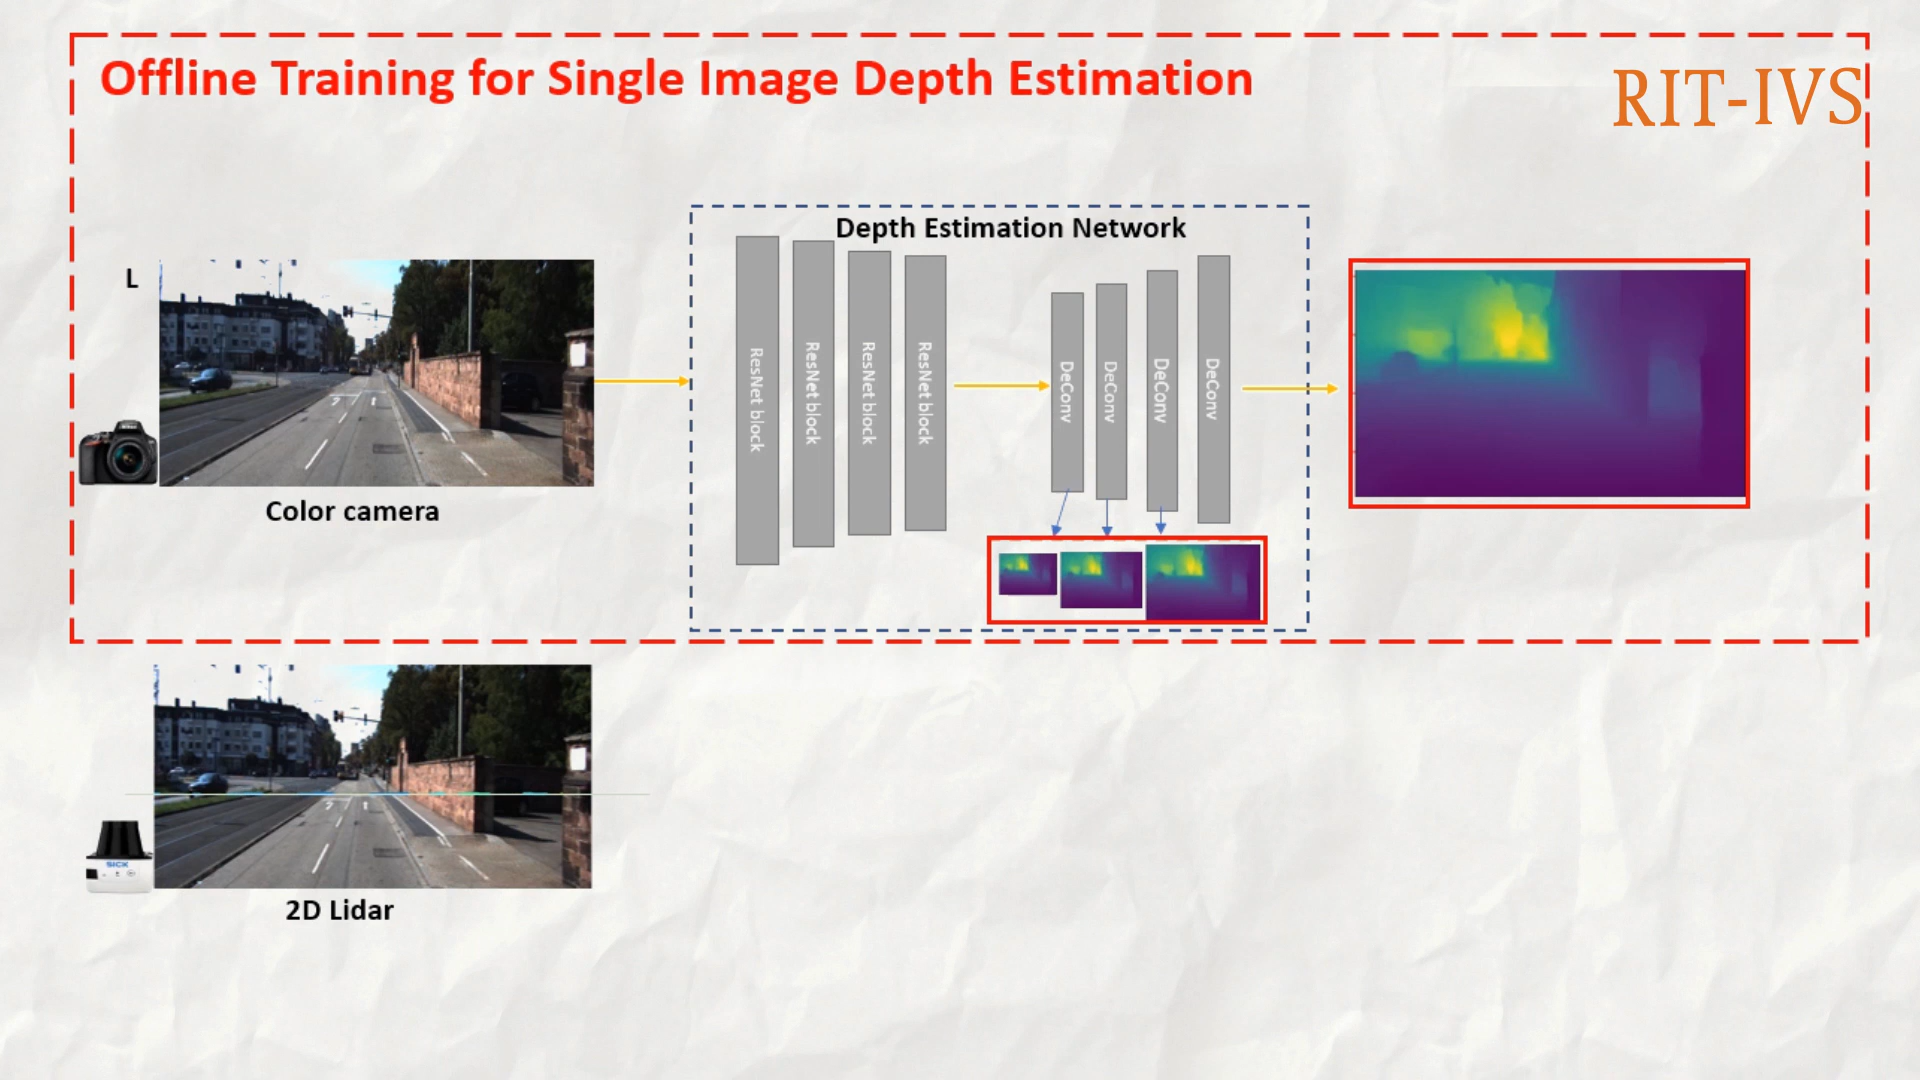 Offline Training for Single Image Depth Estimation
RIT-IVS
Depth Estimation Network
L
ResNet block
ResNet block
ResNet block
ResNet block
DeConv
DeConv
DeConv
DeConv
Color camera
SICK
2D Lidar